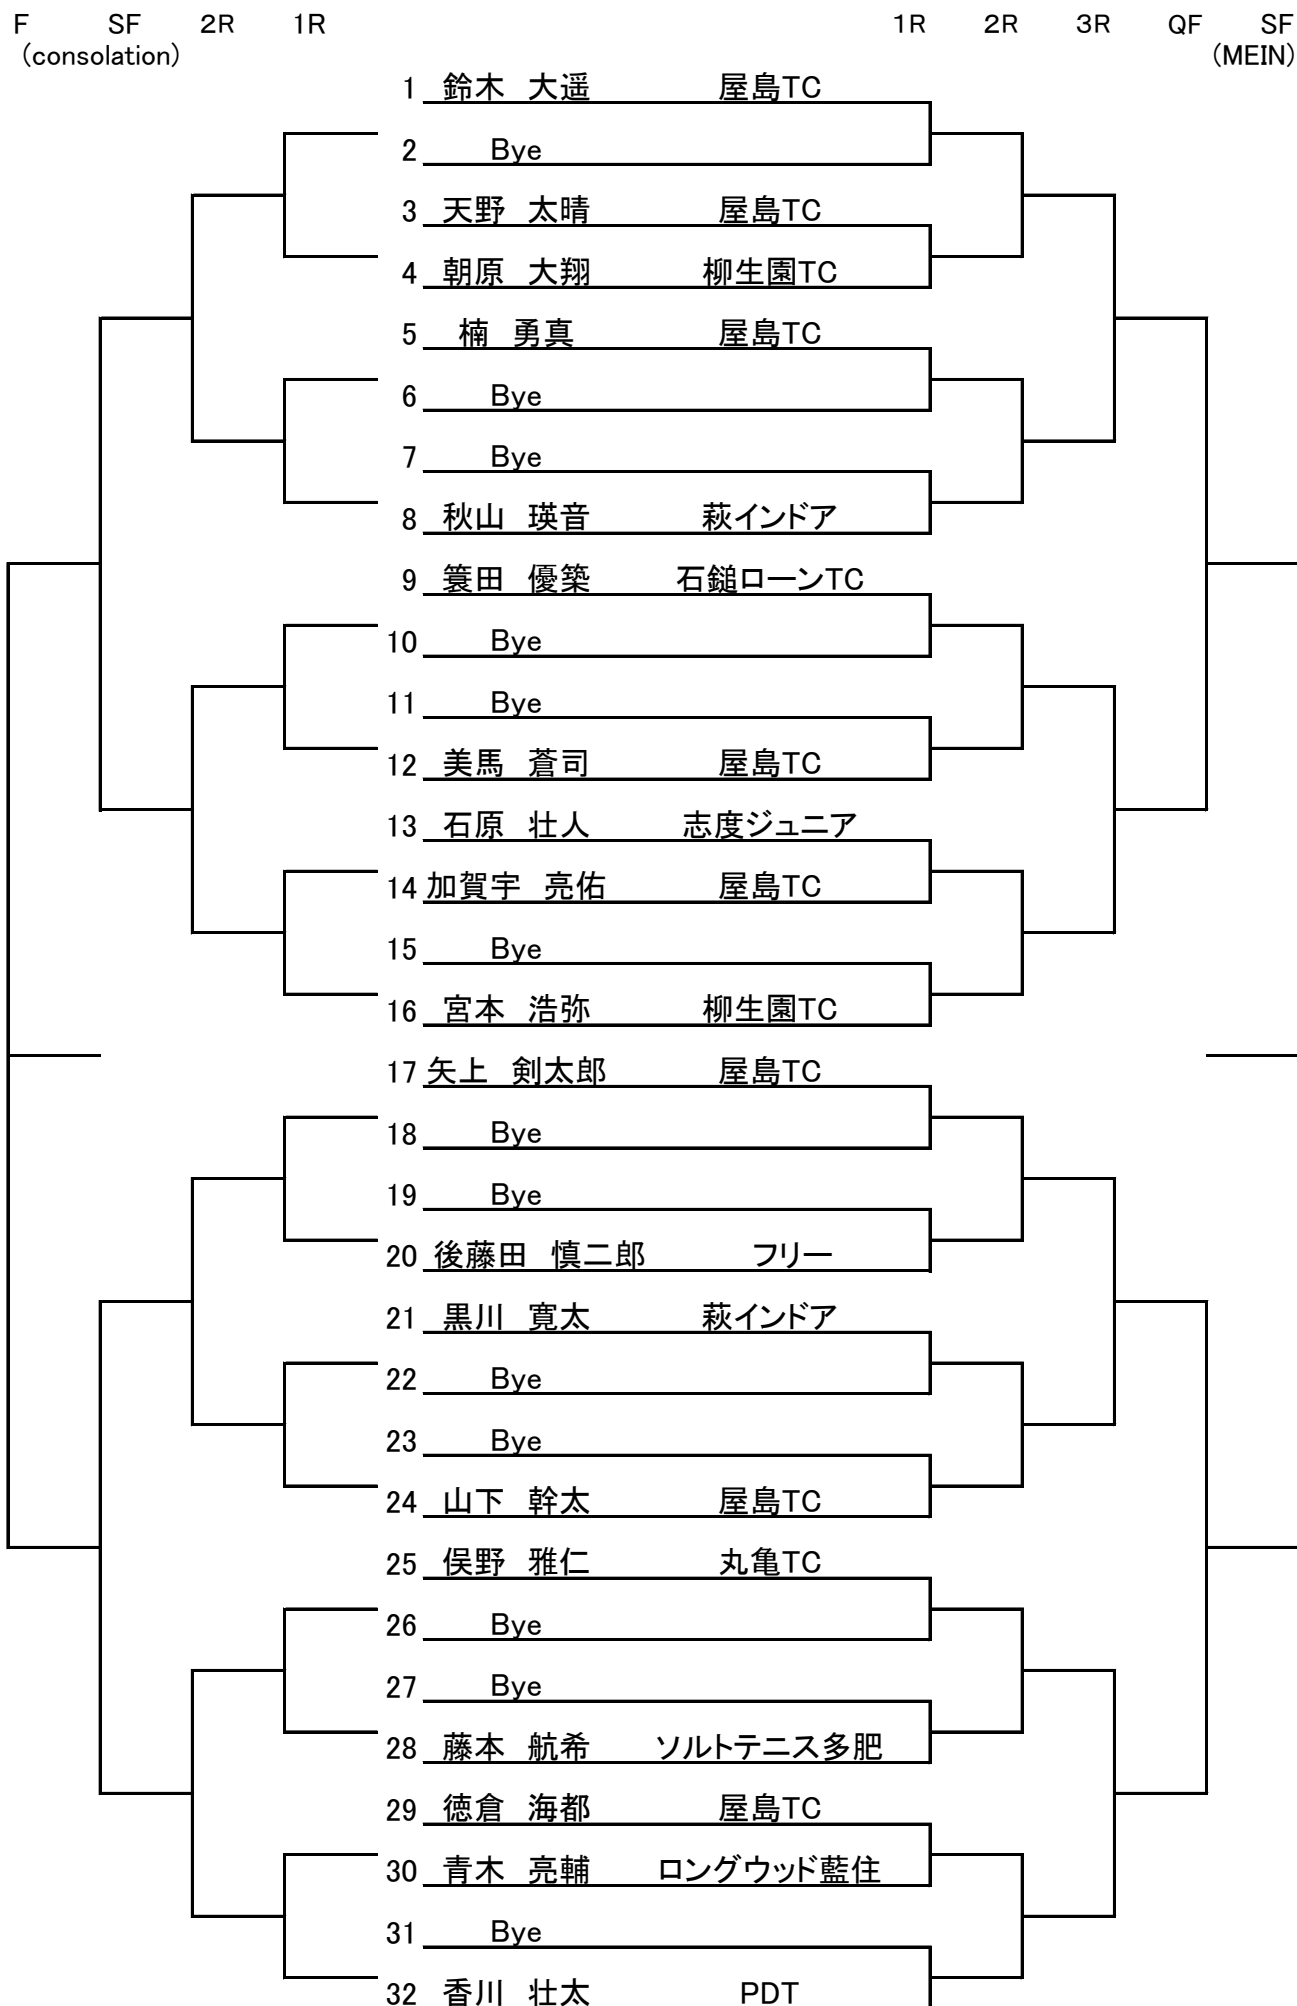 F SF 2R 1R 1R 2R 3R QF SF
(consolation) (MEIN)
1 鈴木 大遥 屋島TC
2 Bye
3 天野 太晴 屋島TC
4 朝原 大翔 柳生園TC
5 楠 勇真 屋島TC
6 Bye
7 Bye
8 秋山 瑛音 萩インドア
9 簑田 優築 石鎚ローンTC
10 Bye
11 Bye
12 美馬 蒼司 屋島TC
13 石原 壮人 志度ジュニア
14 加賀宇 亮佑 屋島TC
15 Bye
16 宮本 浩弥 柳生園TC
17 矢上 剣太郎 屋島TC
18 Bye
19 Bye
20 後藤田 慎二郎 フリー
21 黒川 寛太 萩インドア
22 Bye
23 Bye
24 山下 幹太 屋島TC
25 俣野 雅仁 丸亀TC
26 Bye
27 Bye
28 藤本 航希 ソルトテニス多肥
29 徳倉 海都 屋島TC
30 青木 亮輔 ロングウッド藍住
31 Bye
32 香川 壮太 PDT